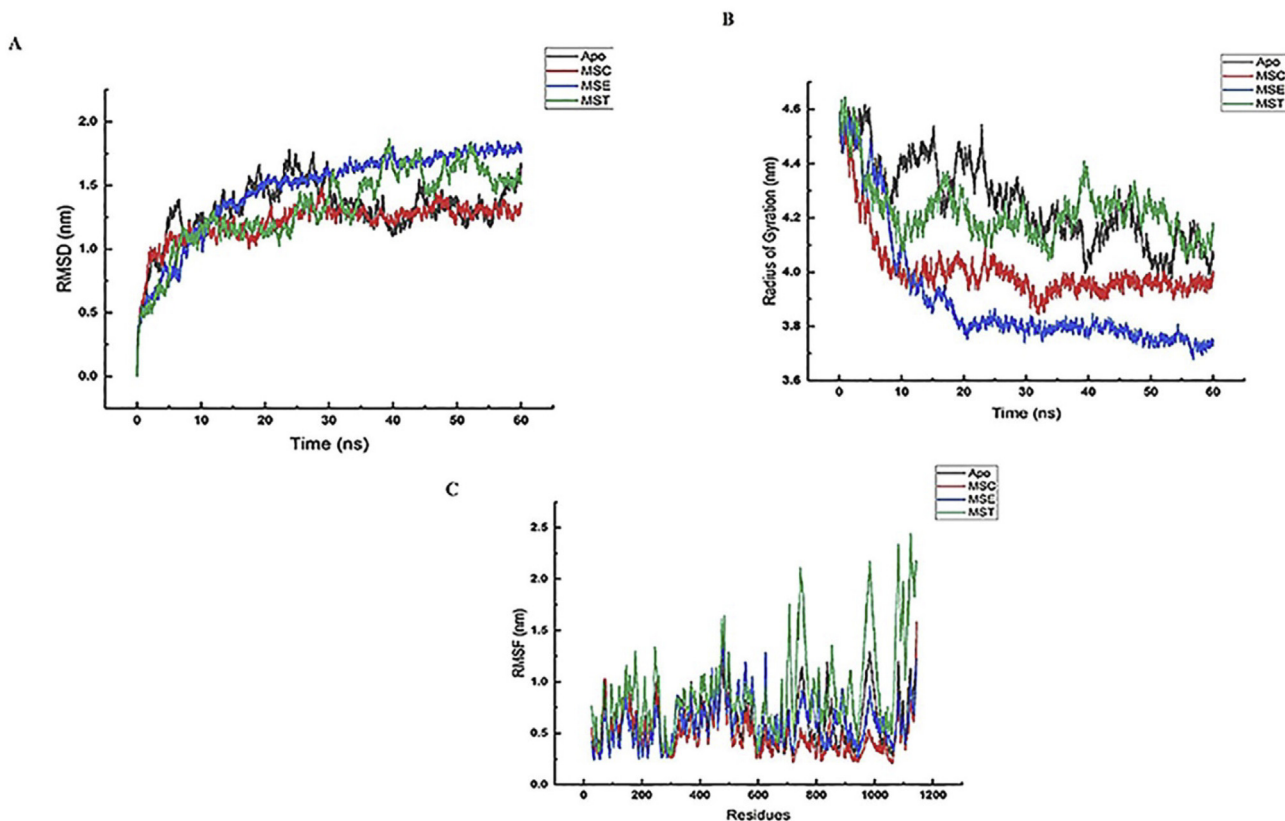 A
Apo
MSC
MSE
MST
2.0
1.5
1.0
0.5
0.0
RMSD (nm)
0 10 20 30 40 50 60
Time (ns)
B
Apo
MSC
MSE
MST
4.6
4.4
4.2
4.0
3.8
3.6
Radius of Gyration (nm)
0 10 20 30 40 50 60
Time (ns)
C
Apo
MSC
MSE
MST
2.5
2.0
1.5
1.0
0.5
0.0
RMSF (nm)
0 200 400 600 800 1000 1200
Residues